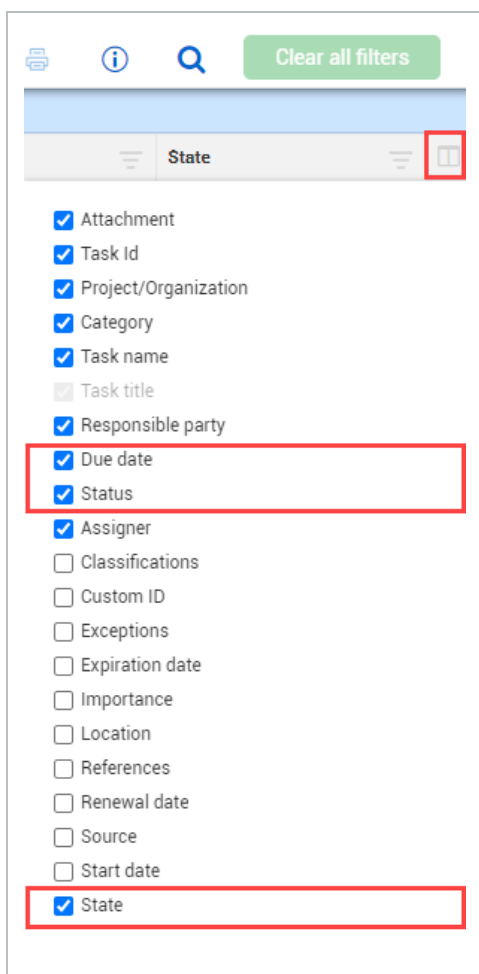 Clear all filters
State
Attachment
Task Id
Project/Organization
Category
Task name
Task title
Responsible party
Due date
Status
Assigner
Classifications
Custom ID
Exceptions
Expiration date
Importance
Location
References
Renewal date
Source
Start date
State